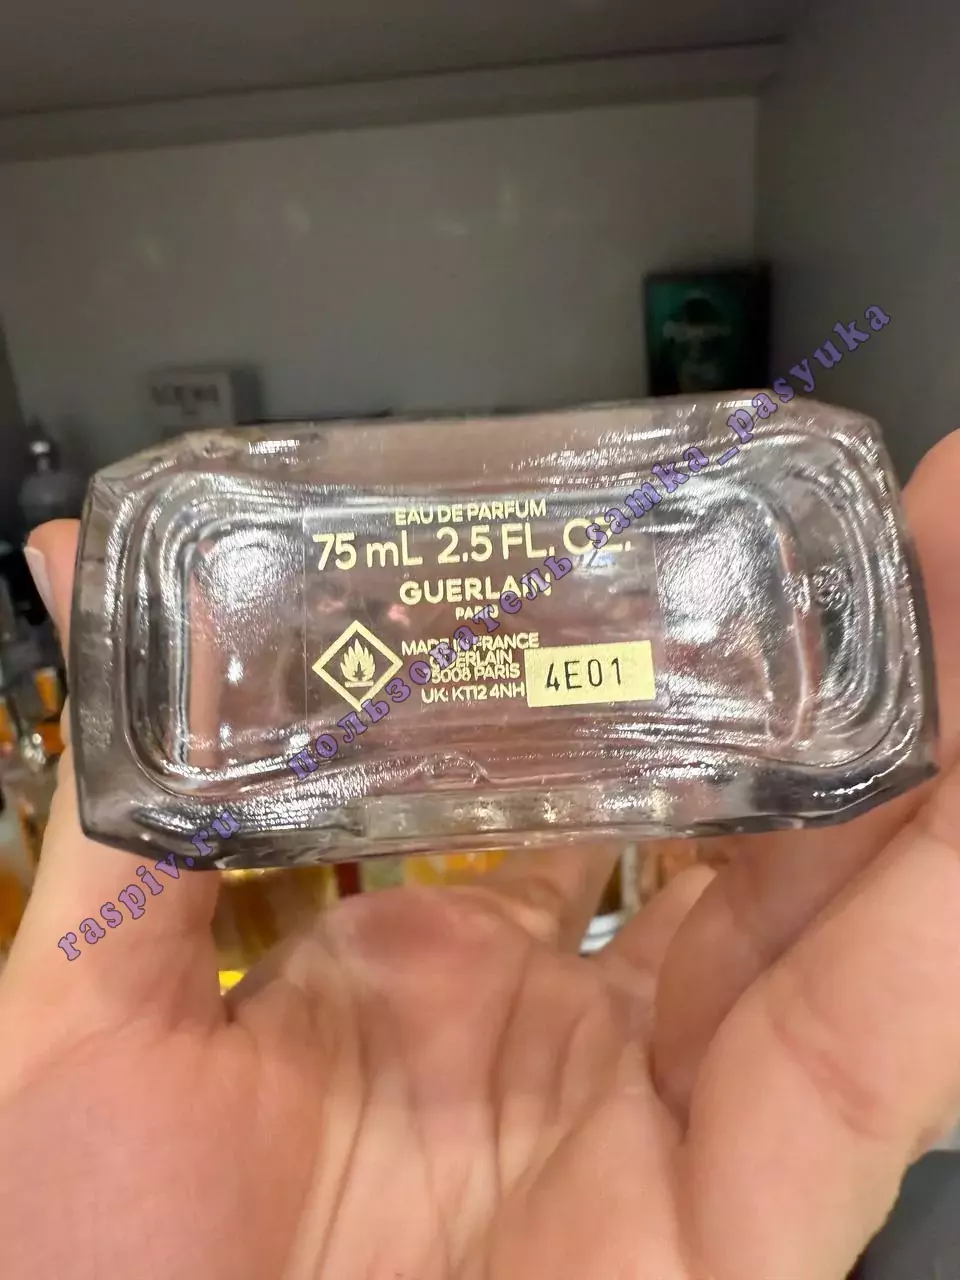 EAU DE PARFUM
75 mL 2.5 FL. OZ.
GUERLAIN
PARIS
MADE IN FRANCE
GUERLAIN
75008 PARIS
UK: KT12 4NH
4E01
LOEWE
raspiv.ru пользователь samka_pasyuka